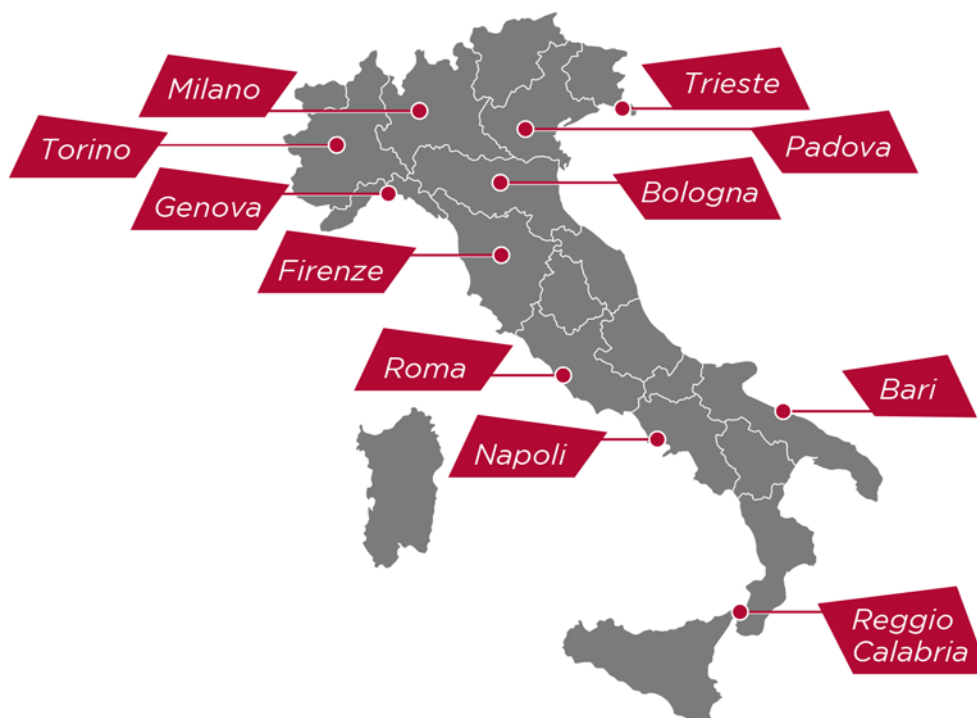 Milano
Trieste
Torino
Padova
Genova
Bologna
Firenze
Roma
Bari
Napoli
Reggio
Calabria